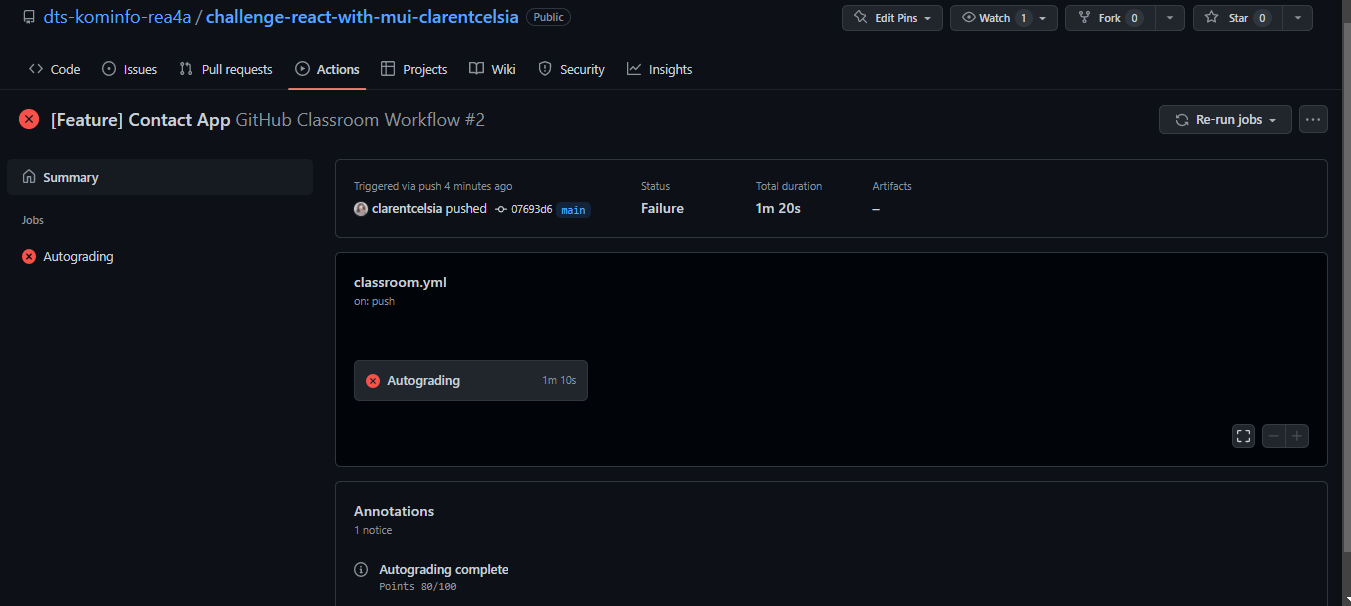 dts-kominfo-rea4a / challenge-react-with-mui-clarentcelsia Public
Edit Pins Watch 1 Fork 0 Star 0
Code Issues Pull requests Actions Projects Wiki Security Insights
[Feature] Contact App GitHub Classroom Workflow #2
Re-run jobs ...
Summary
Jobs
Autograding
Triggered via push 4 minutes ago Status Total duration Artifacts
clarentcelsia pushed 07693d6 main Failure 1m 20s –
classroom.yml
on: push
Autograding 1m 10s
Annotations
1 notice
Autograding complete
Points 80/100